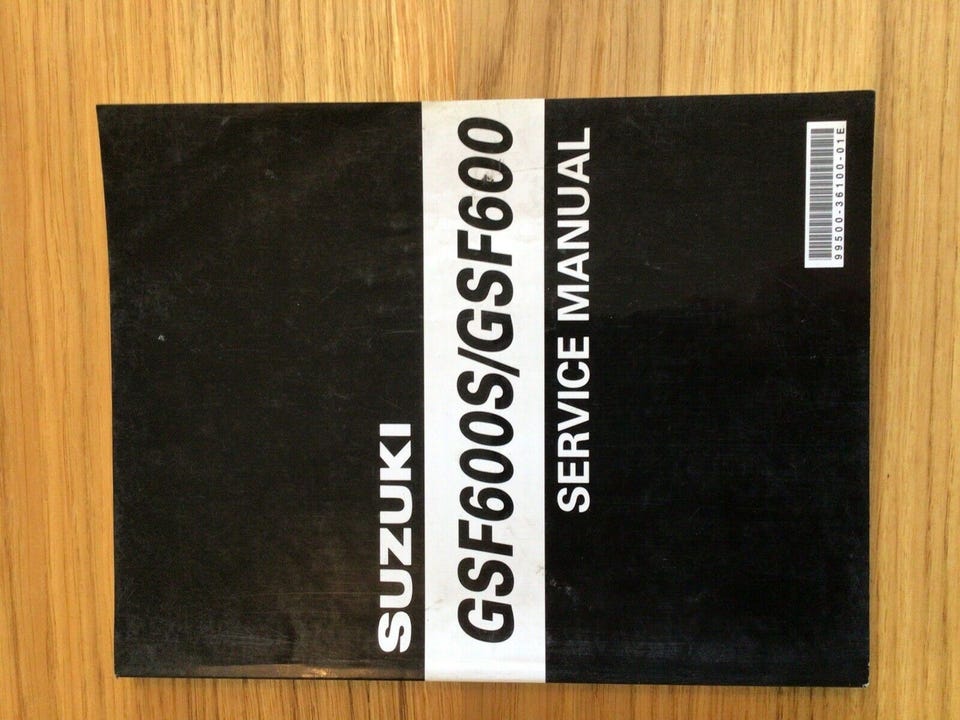 SUZUKI
GSF600S/GSF600
SERVICE MANUAL
99500-36100-01E